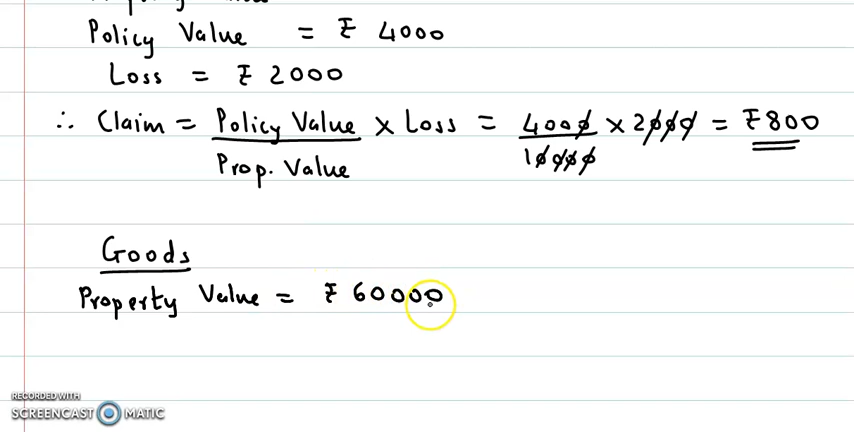 Policy Value = ₹ 4000
Loss = ₹ 2000
∴ Claim = Policy Value / Prop. Value × Loss = 4000 / 10000 × 2000 = ₹800
Goods
Property Value = ₹ 60000
RECORDED WITH
SCREENCAST MATIC